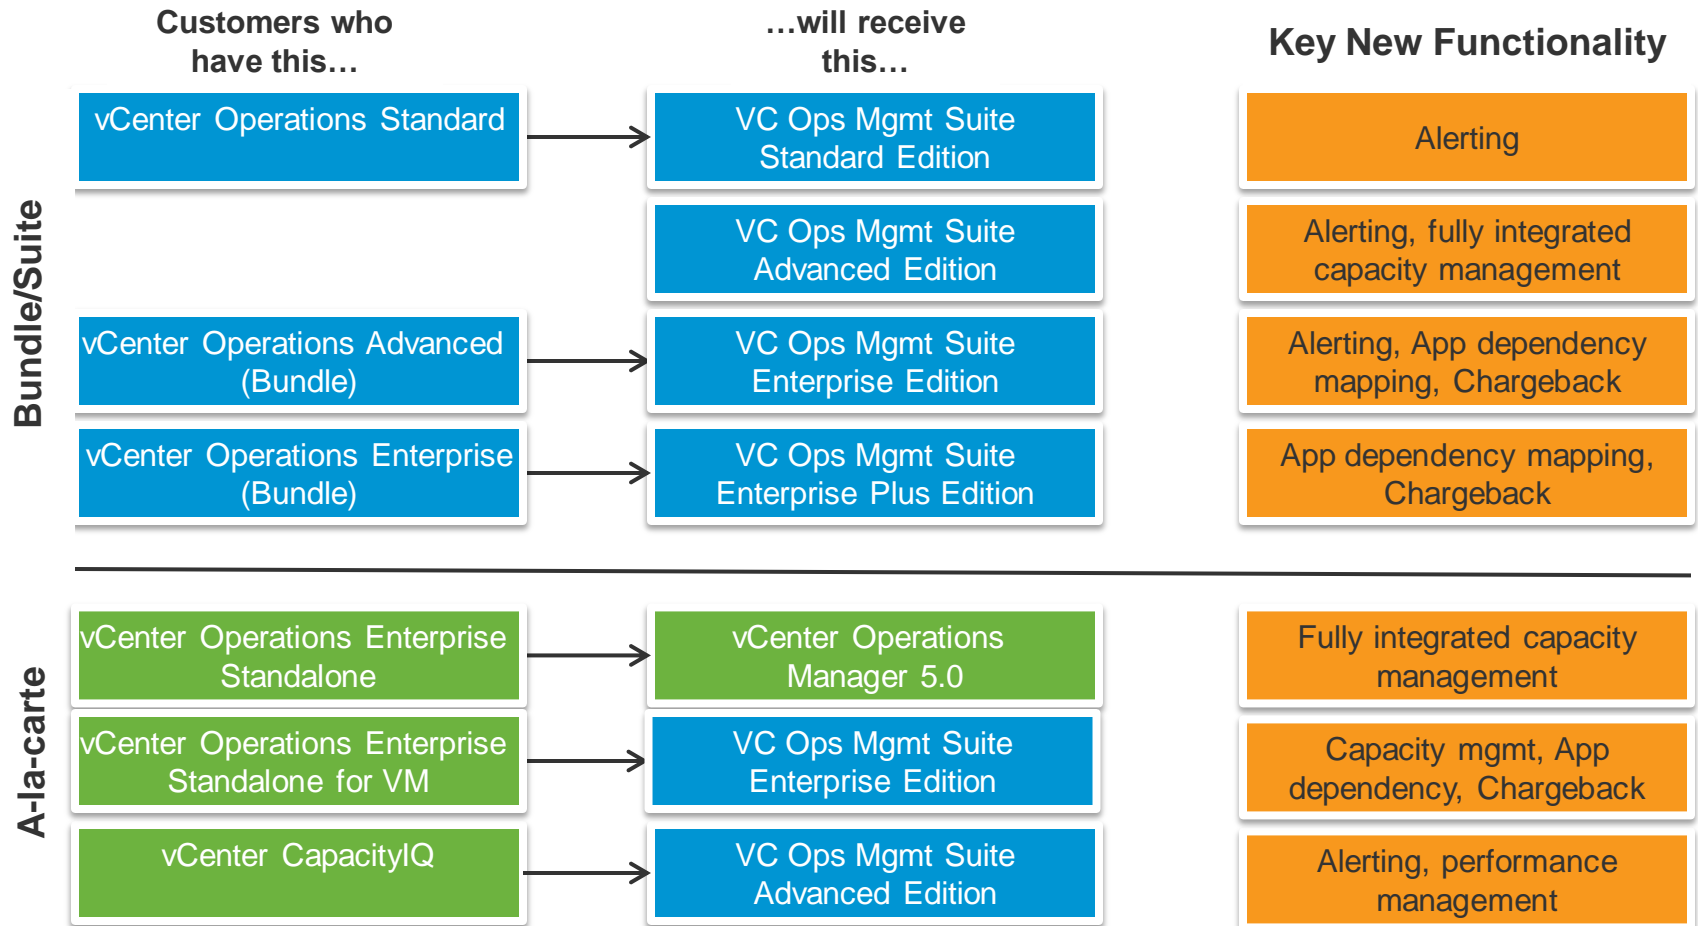 Customers who
have this…
…will receive
this…
Key New Functionality
Bundle/Suite
vCenter Operations Standard
VC Ops Mgmt Suite
Standard Edition
Alerting
VC Ops Mgmt Suite
Advanced Edition
Alerting, fully integrated
capacity management
vCenter Operations Advanced
(Bundle)
VC Ops Mgmt Suite
Enterprise Edition
Alerting, App dependency
mapping, Chargeback
vCenter Operations Enterprise
(Bundle)
VC Ops Mgmt Suite
Enterprise Plus Edition
App dependency mapping,
Chargeback
A-la-carte
vCenter Operations Enterprise
Standalone
vCenter Operations
Manager 5.0
Fully integrated capacity
management
vCenter Operations Enterprise
Standalone for VM
VC Ops Mgmt Suite
Enterprise Edition
Capacity mgmt, App
dependency, Chargeback
vCenter CapacityIQ
VC Ops Mgmt Suite
Advanced Edition
Alerting, performance
management